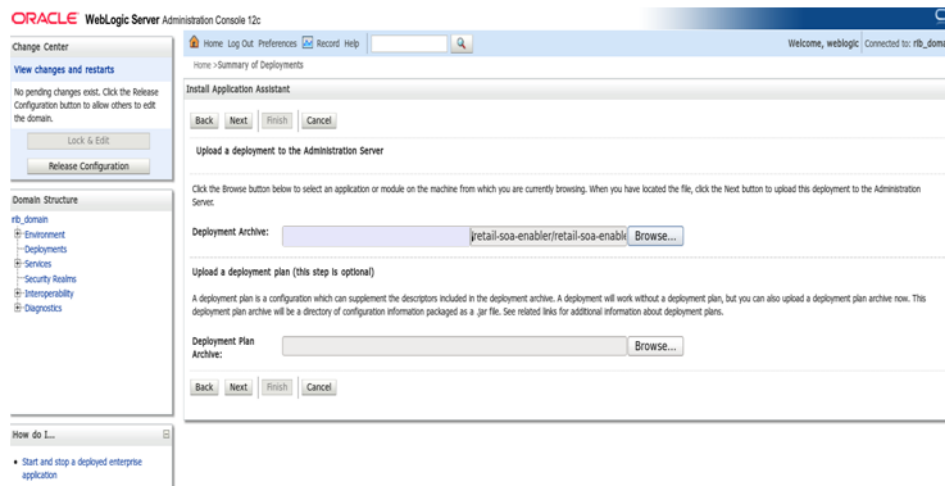 ORACLE WebLogic Server Administration Console 12c
Change Center
View changes and restarts
No pending changes exist. Click the Release
Configuration button to allow others to edit
the domain.
Lock & Edit
Release Configuration
Domain Structure
rib_domain
Environment
Deployments
Services
Security Realms
Interoperability
Diagnostics
How do I...
Start and stop a deployed enterprise
application
Home Log Out Preferences Record Help
Welcome, weblogic Connected to: rib_doma
Home >Summary of Deployments
Install Application Assistant
Back Next Finish Cancel
Upload a deployment to the Administration Server
Click the Browse button below to select an application or module on the machine from which you are currently browsing. When you have located the file, click the Next button to upload this deployment to the Administration
Server.
Deployment Archive: /retail-soa-enabler/retail-soa-enable Browse...
Upload a deployment plan (this step is optional)
A deployment plan is a configuration which can supplement the descriptors included in the deployment archive. A deployment will work without a deployment plan, but you can also upload a deployment plan archive now. This
deployment plan archive will be a directory of configuration information packaged as a .jar file. See related links for additional information about deployment plans.
Deployment Plan
Archive:
Browse...
Back Next Finish Cancel